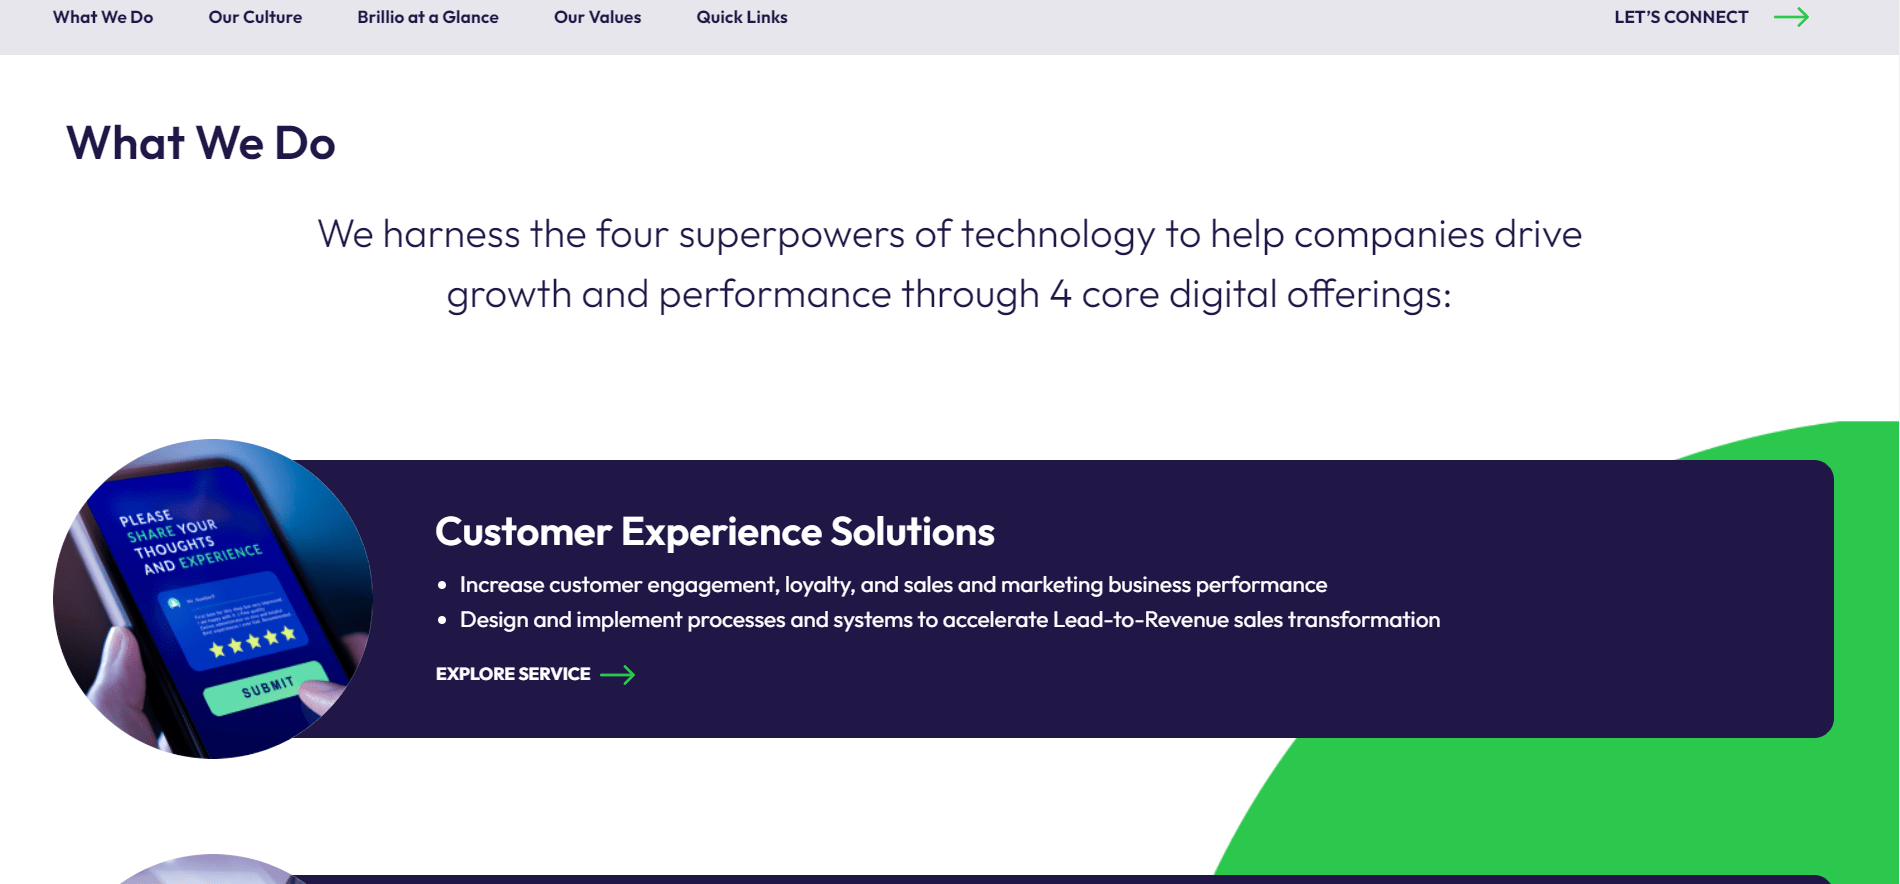 What We Do
Our Culture
Brillio at a Glance
Our Values
Quick Links
LET'S CONNECT
What We Do
We harness the four superpowers of technology to help companies drive
growth and performance through 4 core digital offerings:
PLEASE
SHARE YOUR
THOUGHTS
AND EXPERIENCE
SUBMIT
Customer Experience Solutions
• Increase customer engagement, loyalty, and sales and marketing business performance
• Design and implement processes and systems to accelerate Lead-to-Revenue sales transformation
EXPLORE SERVICE